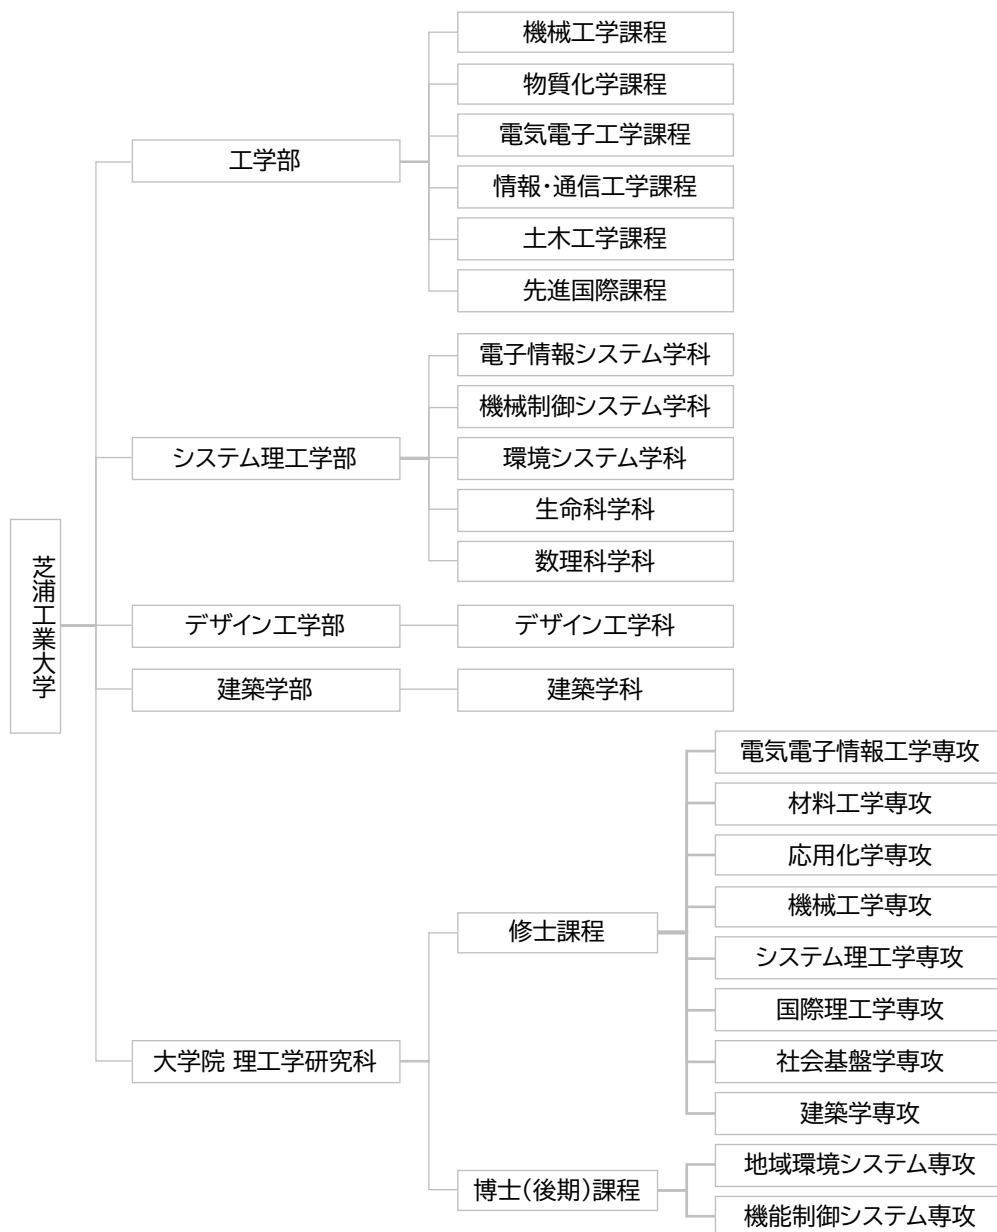 芝浦工業大学
工学部
機械工学課程
物質化学課程
電気電子工学課程
情報・通信工学課程
土木工学課程
先進国際課程
システム理工学部
電子情報システム学科
機械制御システム学科
環境システム学科
生命科学科
数理科学科
デザイン工学部
デザイン工学科
建築学部
建築学科
大学院 理工学研究科
修士課程
電気電子情報工学専攻
材料工学専攻
応用化学専攻
機械工学専攻
システム理工学専攻
国際理工学専攻
社会基盤学専攻
建築学専攻
博士(後期)課程
地域環境システム専攻
機能制御システム専攻